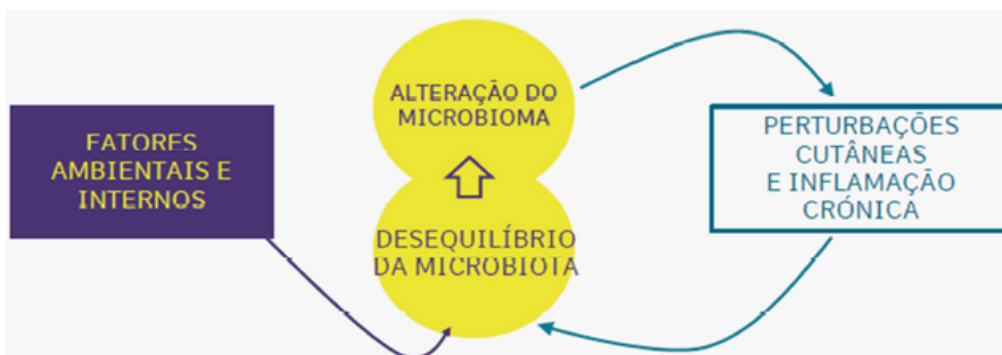 FATORES
AMBIENTAIS E
INTERNOS
ALTERAÇÃO DO
MICROBIOMA
DESEQUILÍBRIO
DA MICROBIOTA
PERTURBAÇÕES
CUTÂNEAS
E INFLAMAÇÃO
CRÓNICA